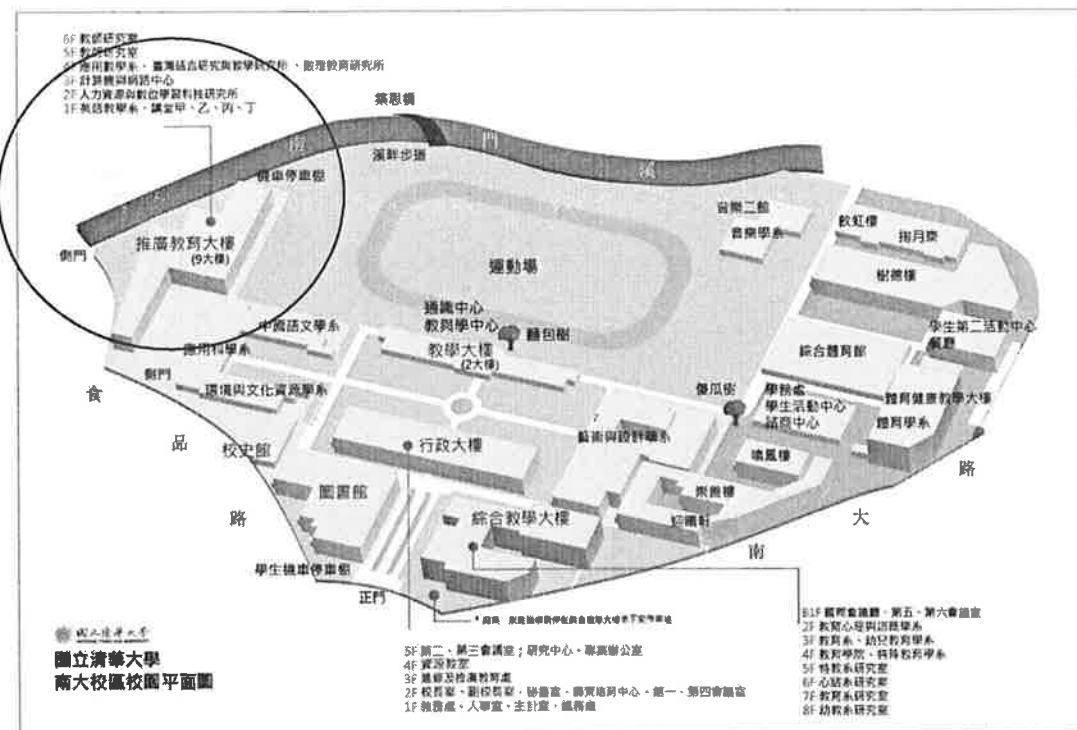 6F 教師研究室
5F 教師研究室
4F 應用數學系、臺灣語言研究與教學研究所、數理教育研究所
3F 計算機與網路中心
2F 人力資源與數位學習科技研究所
1F 英語教學系、講堂甲、乙、丙、丁
築思橋
南門溪
溪畔步道
機車停車棚
側門
推廣教育大樓
(9大樓)
運動場
音樂二館
音樂學系
飲虹樓
掬月齋
樹德樓
通識中心
教與學中心
麵包樹
教學大樓
(2大樓)
中國語文學系
應用科學系
側門
環境與文化資源學系
學生第二活動中心
餐廳
綜合體育館
傻瓜樹
學務處
學生活動中心
諮商中心
體育健康教學大樓
體育學系
食品路
校史館
行政大樓
藝術與設計學系
鳴鳳樓
崇善樓
迎曦軒
圖書館
綜合教學大樓
南大路
學生機車停車棚
正門
國立清華大學
國立清華大學
南大校區校園平面圖
5F 第二、第三會議室；研究中心、專案辦公室
4F 資源教室
3F 進修及推廣教育處
2F 校長室、副校長室、秘書室、師資培育中心、第一、第四會議室
1F 教務處、人事室、主計室、總務處
B1F 國際會議廳、第五、第六會議室
2F 教育心理與諮商學系
3F 教育系、幼兒教育學系
4F 教育學院、特殊教育學系
5F 特教系研究室
6F 心諮系研究室
7F 教育系研究室
8F 幼教系研究室